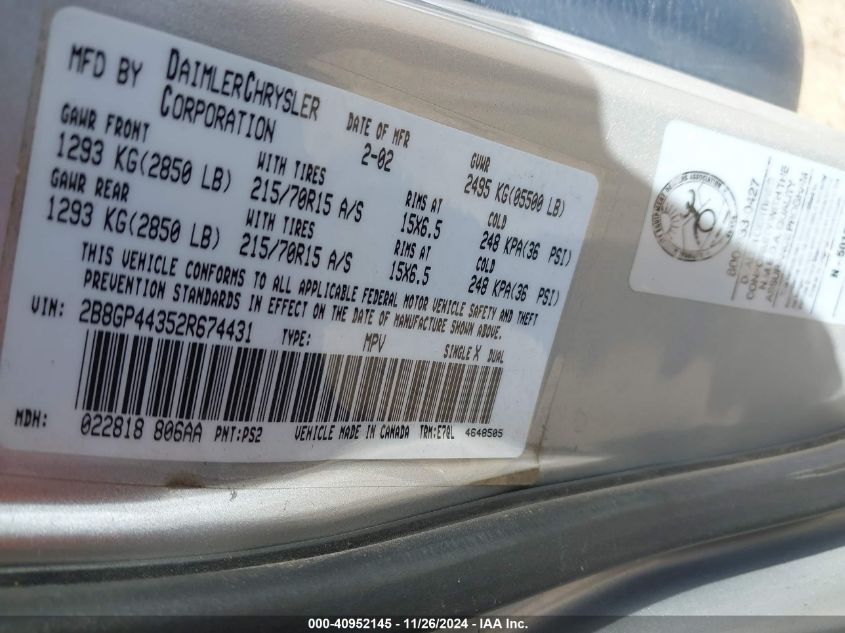 MFD BY DAIMLERCHRYSLER CORPORATION
DATE OF MFR 2-02
GVWR 2495 KG(05500 LB)
GAWR FRONT 1293 KG(2850 LB)
WITH TIRES 215/70R15 A/S
RIMS AT 15X6.5
COLD 248 KPA(36 PSI)
GAWR REAR 1293 KG(2850 LB)
WITH TIRES 215/70R15 A/S
RIMS AT 15X6.5
COLD 248 KPA(36 PSI)
THIS VEHICLE CONFORMS TO ALL APPLICABLE FEDERAL MOTOR VEHICLE SAFETY AND THEFT
PREVENTION STANDARDS IN EFFECT ON THE DATE OF MANUFACTURE SHOWN ABOVE.
VIN: 2B8GP44352R674431 TYPE: MPV SINGLE X DUAL
MDH: 022818 806AA PNT:PS2 VEHICLE MADE IN CANADA TRM:E7QL 4648505
000-40952145 - 11/26/2024 - IAA Inc.